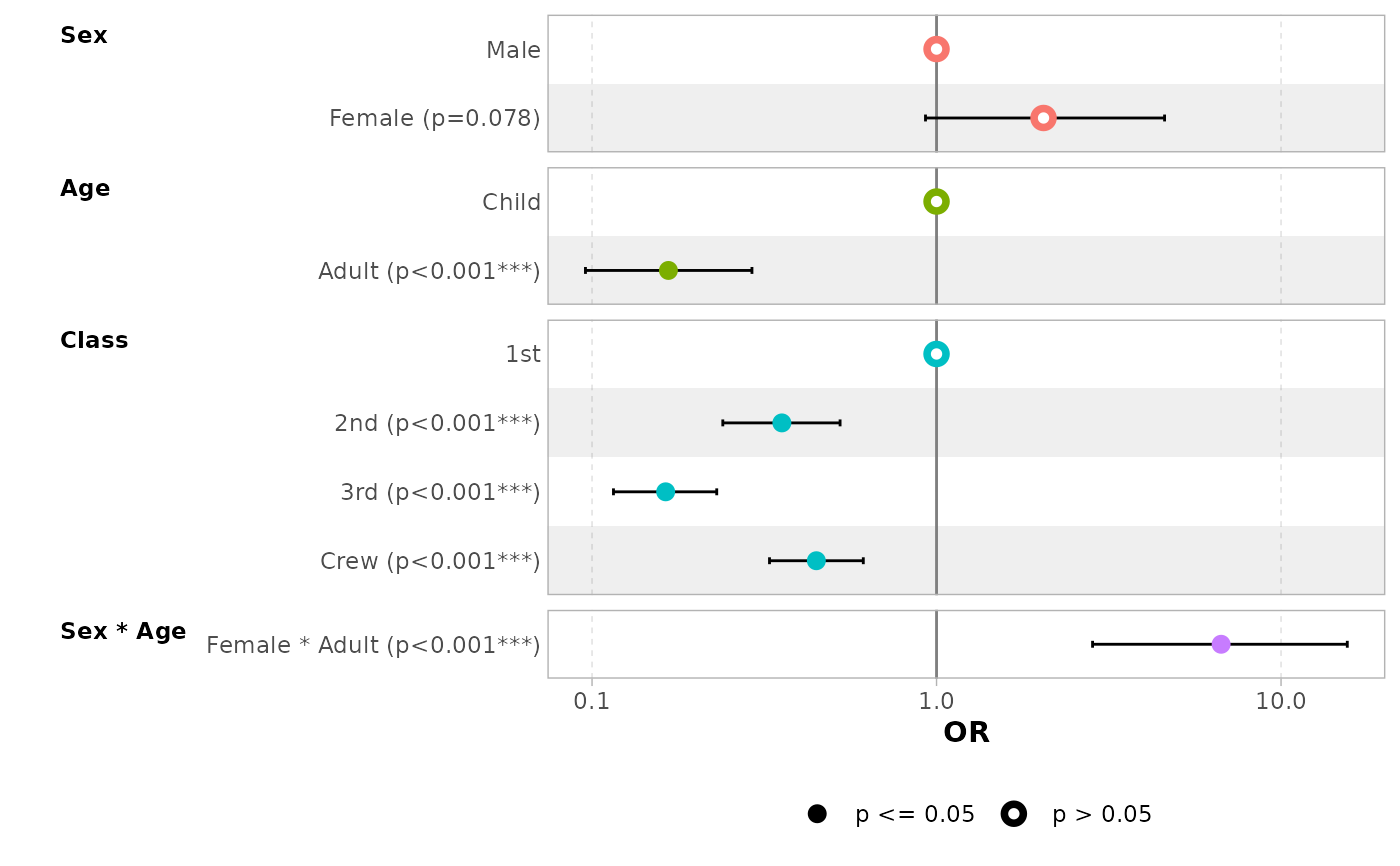 Sex
Male
Female (p=0.078)
Age
Child
Adult (p<0.001***)
Class
1st
2nd (p<0.001***)
3rd (p<0.001***)
Crew (p<0.001***)
Sex * Age
Female * Adult (p<0.001***)
0.1 1.0 10.0
OR
p <= 0.05 p > 0.05